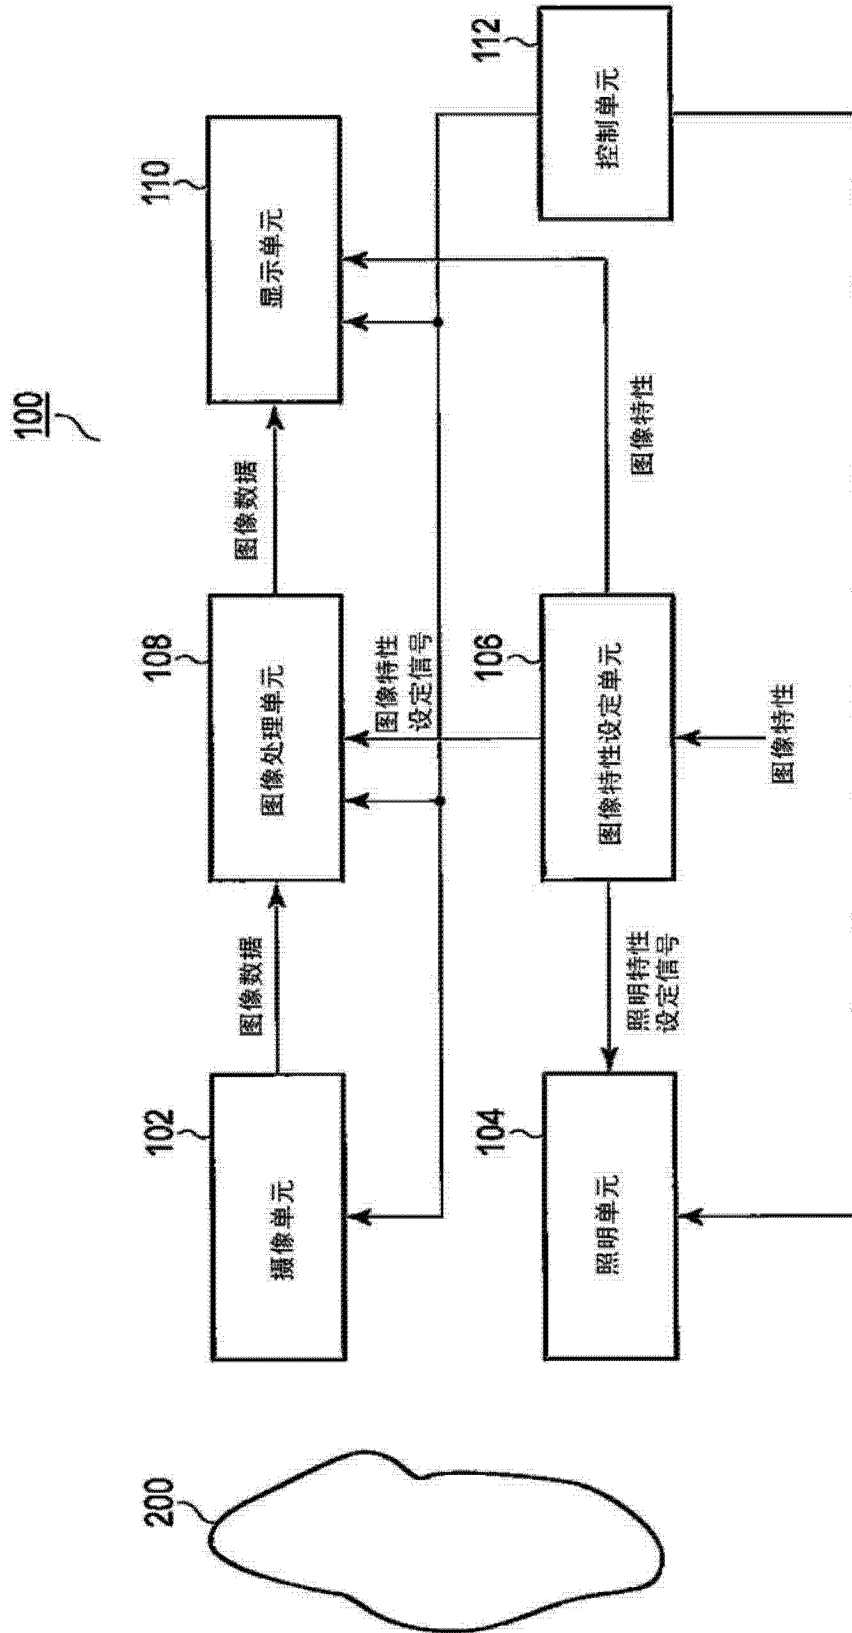 100
200
102
摄像单元
图像数据
108
图像处理单元
图像数据
110
显示单元
图像特性
设定信号
104
照明单元
照明特性
设定信号
106
图像特性设定单元
图像特性
图像特性
112
控制单元